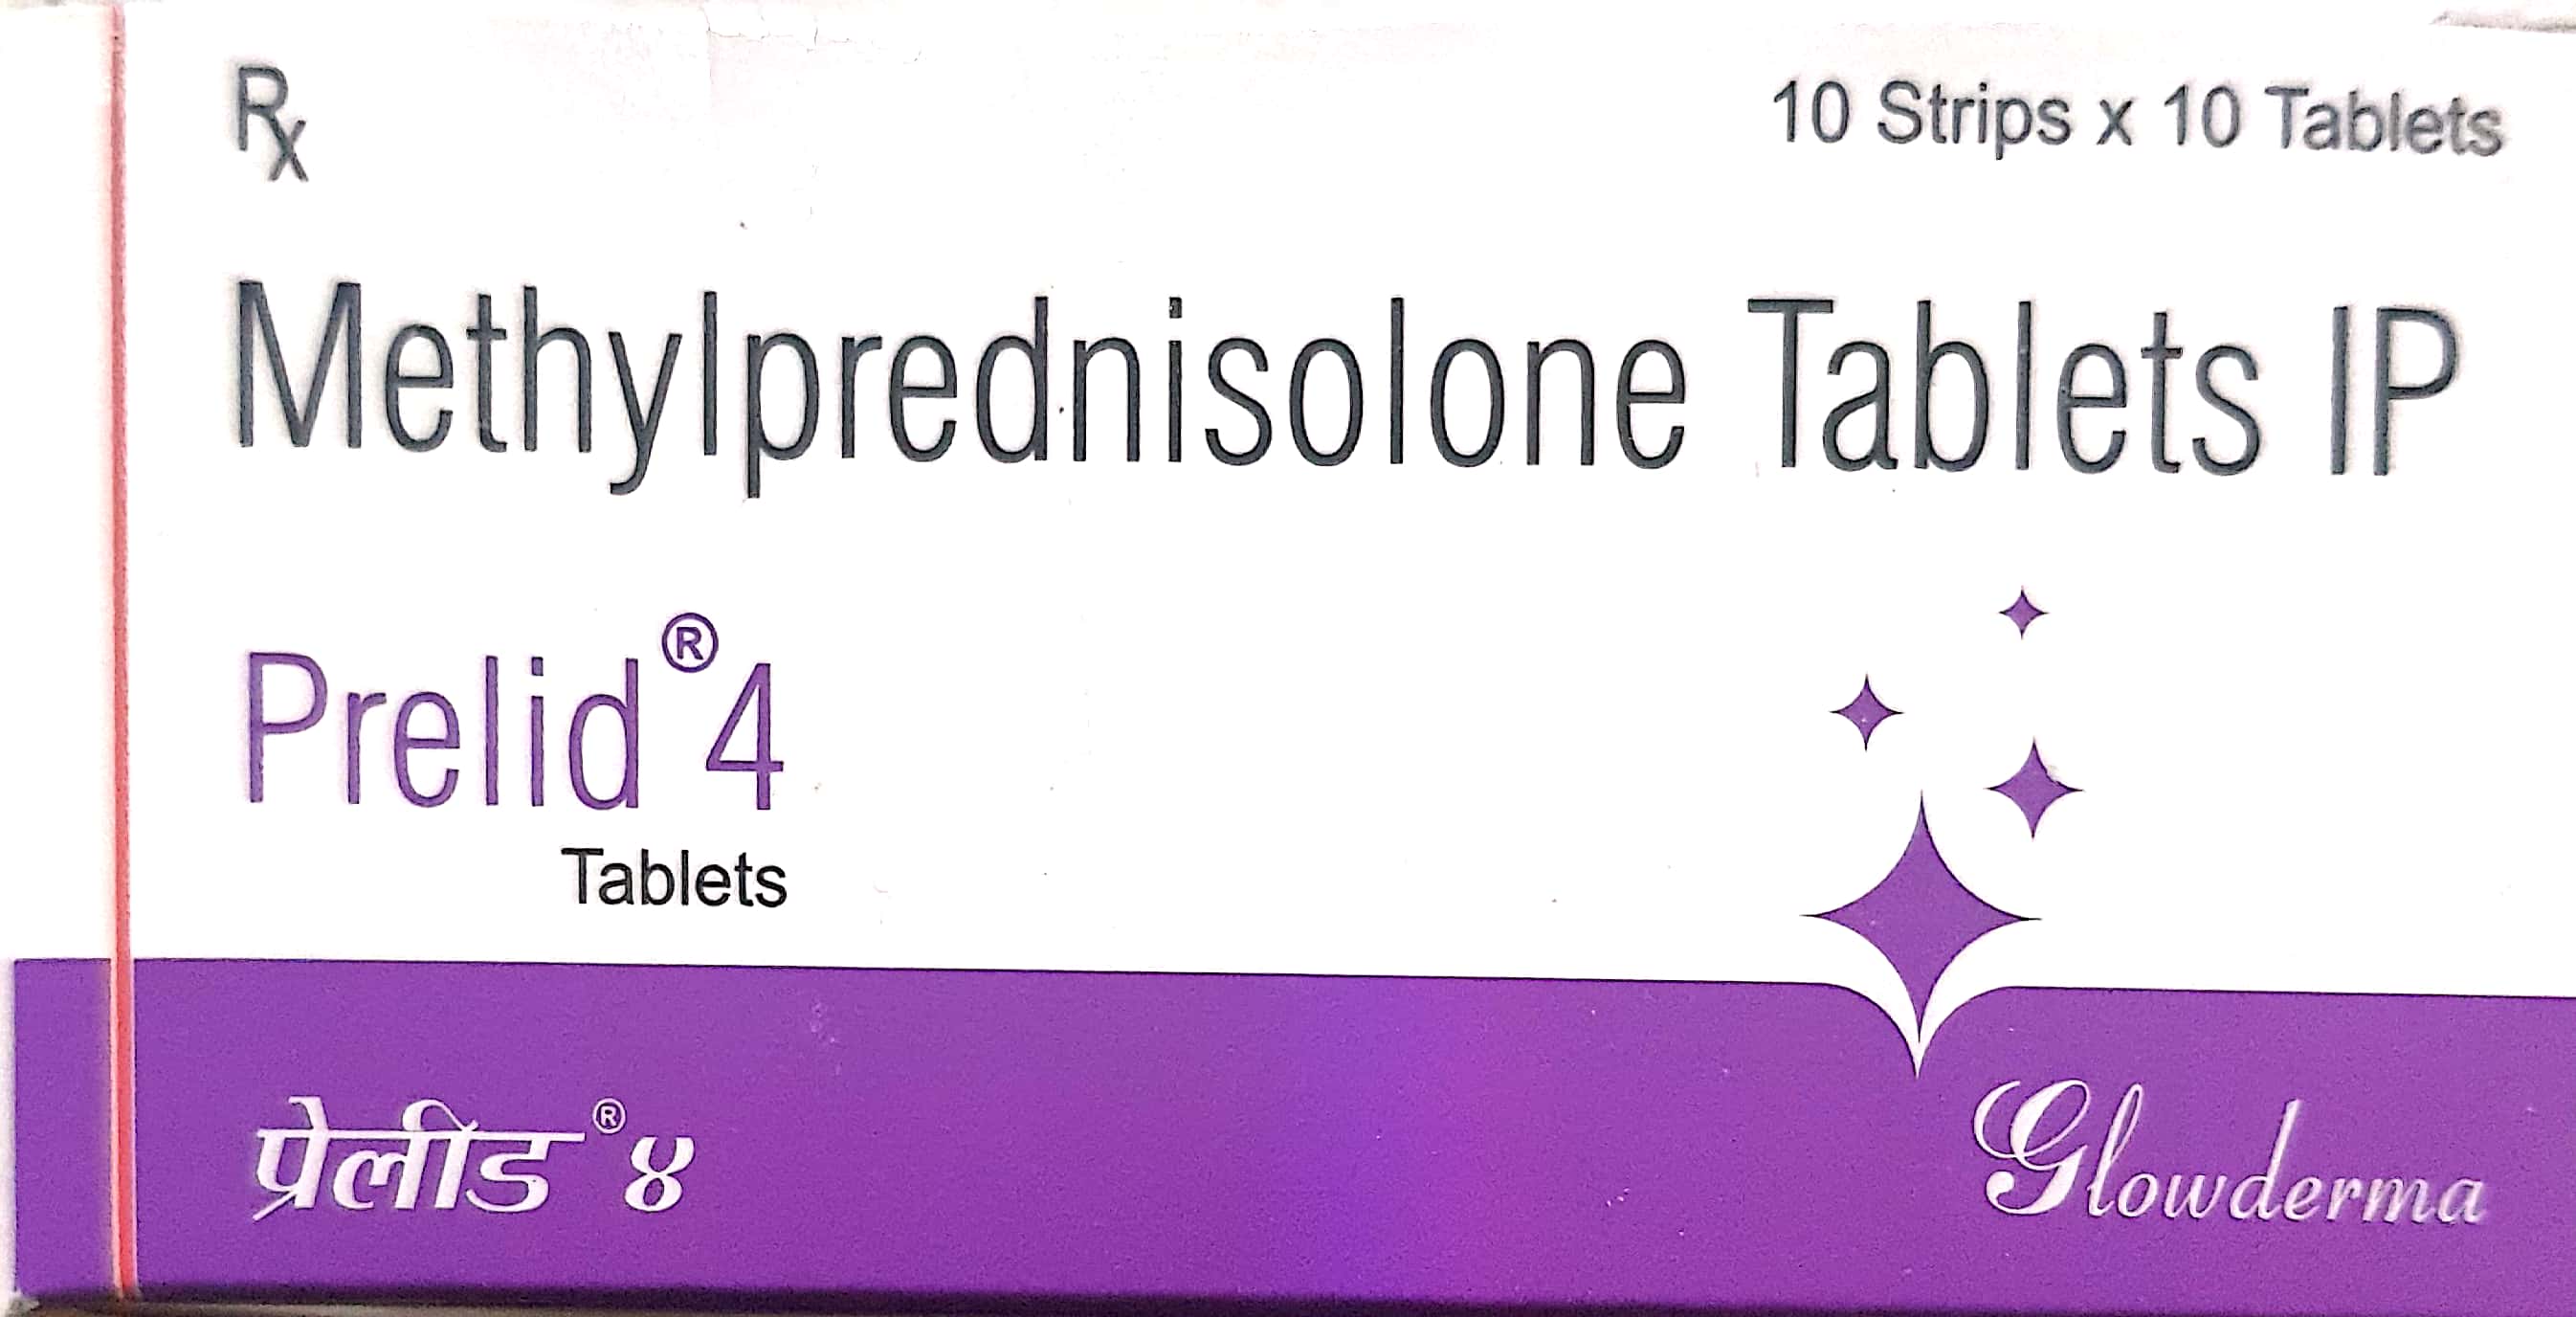 Rx
10 Strips x 10 Tablets
Methylprednisolone Tablets IP
Prelid® 4
Tablets
प्रेलीड® ४
Glowderma